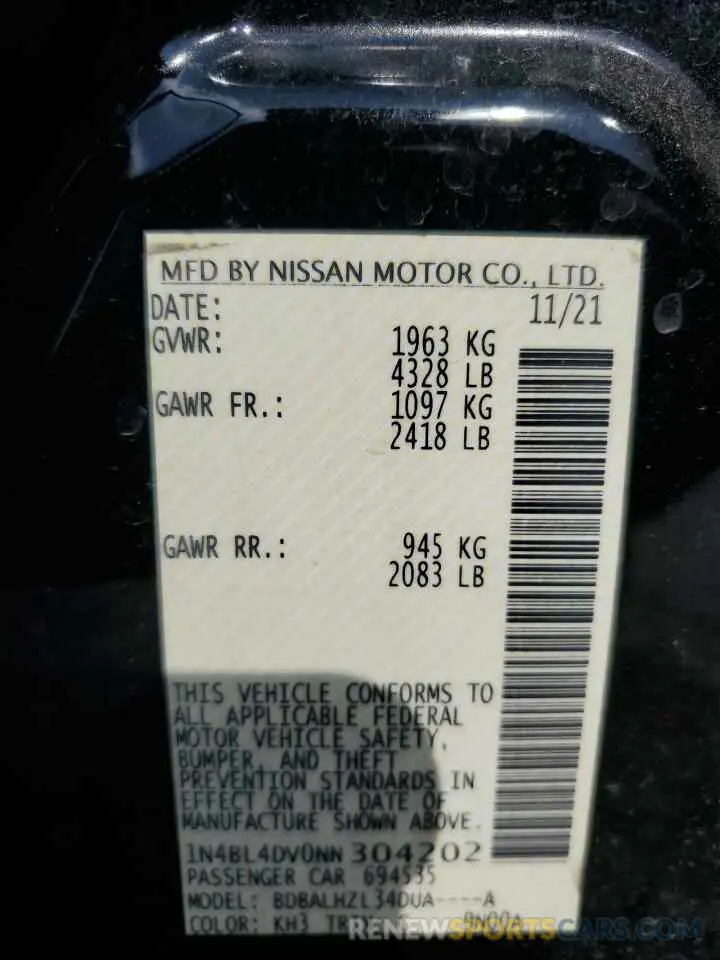 MFD BY NISSAN MOTOR CO., LTD.
DATE: 11/21
GVWR: 1963 KG
4328 LB
GAWR FR.: 1097 KG
2418 LB
GAWR RR.: 945 KG
2083 LB
THIS VEHICLE CONFORMS TO
ALL APPLICABLE FEDERAL
MOTOR VEHICLE SAFETY,
BUMPER, AND THEFT
PREVENTION STANDARDS IN
EFFECT ON THE DATE OF
MANUFACTURE SHOWN ABOVE.
1N4BL4DV0NN304202
PASSENGER CAR 694535
MODEL: BDBALHZL34DUA----A
COLOR: KH3
RENEWSPORTSCARS.COM